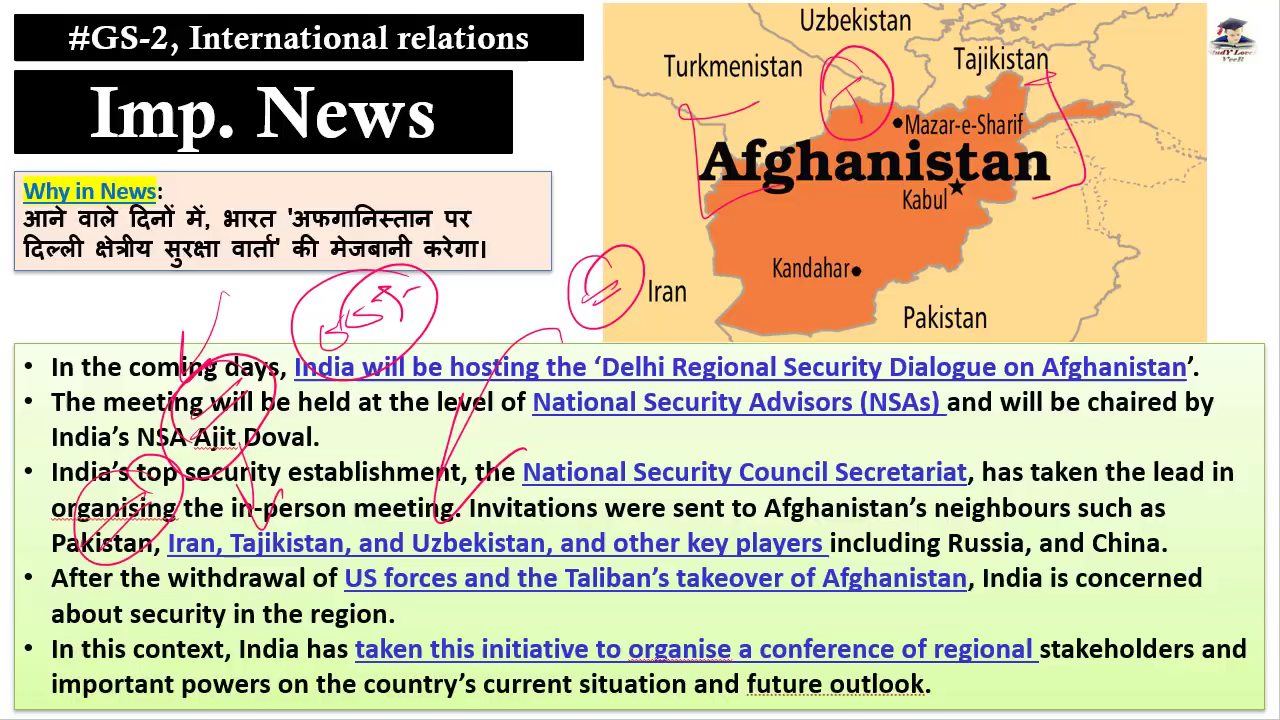 #GS-2, International relations
Imp. News
Why in News:
आने वाले दिनों में, भारत 'अफगानिस्तान पर
दिल्ली क्षेत्रीय सुरक्षा वार्ता' की मेजबानी करेगा।
Uzbekistan
Turkmenistan
Tajikistan
Mazar-e-Sharif
Afghanistan
Kabul
Kandahar
Iran
Pakistan
• In the coming days, India will be hosting the ‘Delhi Regional Security Dialogue on Afghanistan’.
• The meeting will be held at the level of National Security Advisors (NSAs) and will be chaired by
India’s NSA Ajit Doval.
• India’s top security establishment, the National Security Council Secretariat, has taken the lead in
organising the in-person meeting. Invitations were sent to Afghanistan’s neighbours such as
Pakistan, Iran, Tajikistan, and Uzbekistan, and other key players including Russia, and China.
• After the withdrawal of US forces and the Taliban’s takeover of Afghanistan, India is concerned
about security in the region.
• In this context, India has taken this initiative to organise a conference of regional stakeholders and
important powers on the country’s current situation and future outlook.